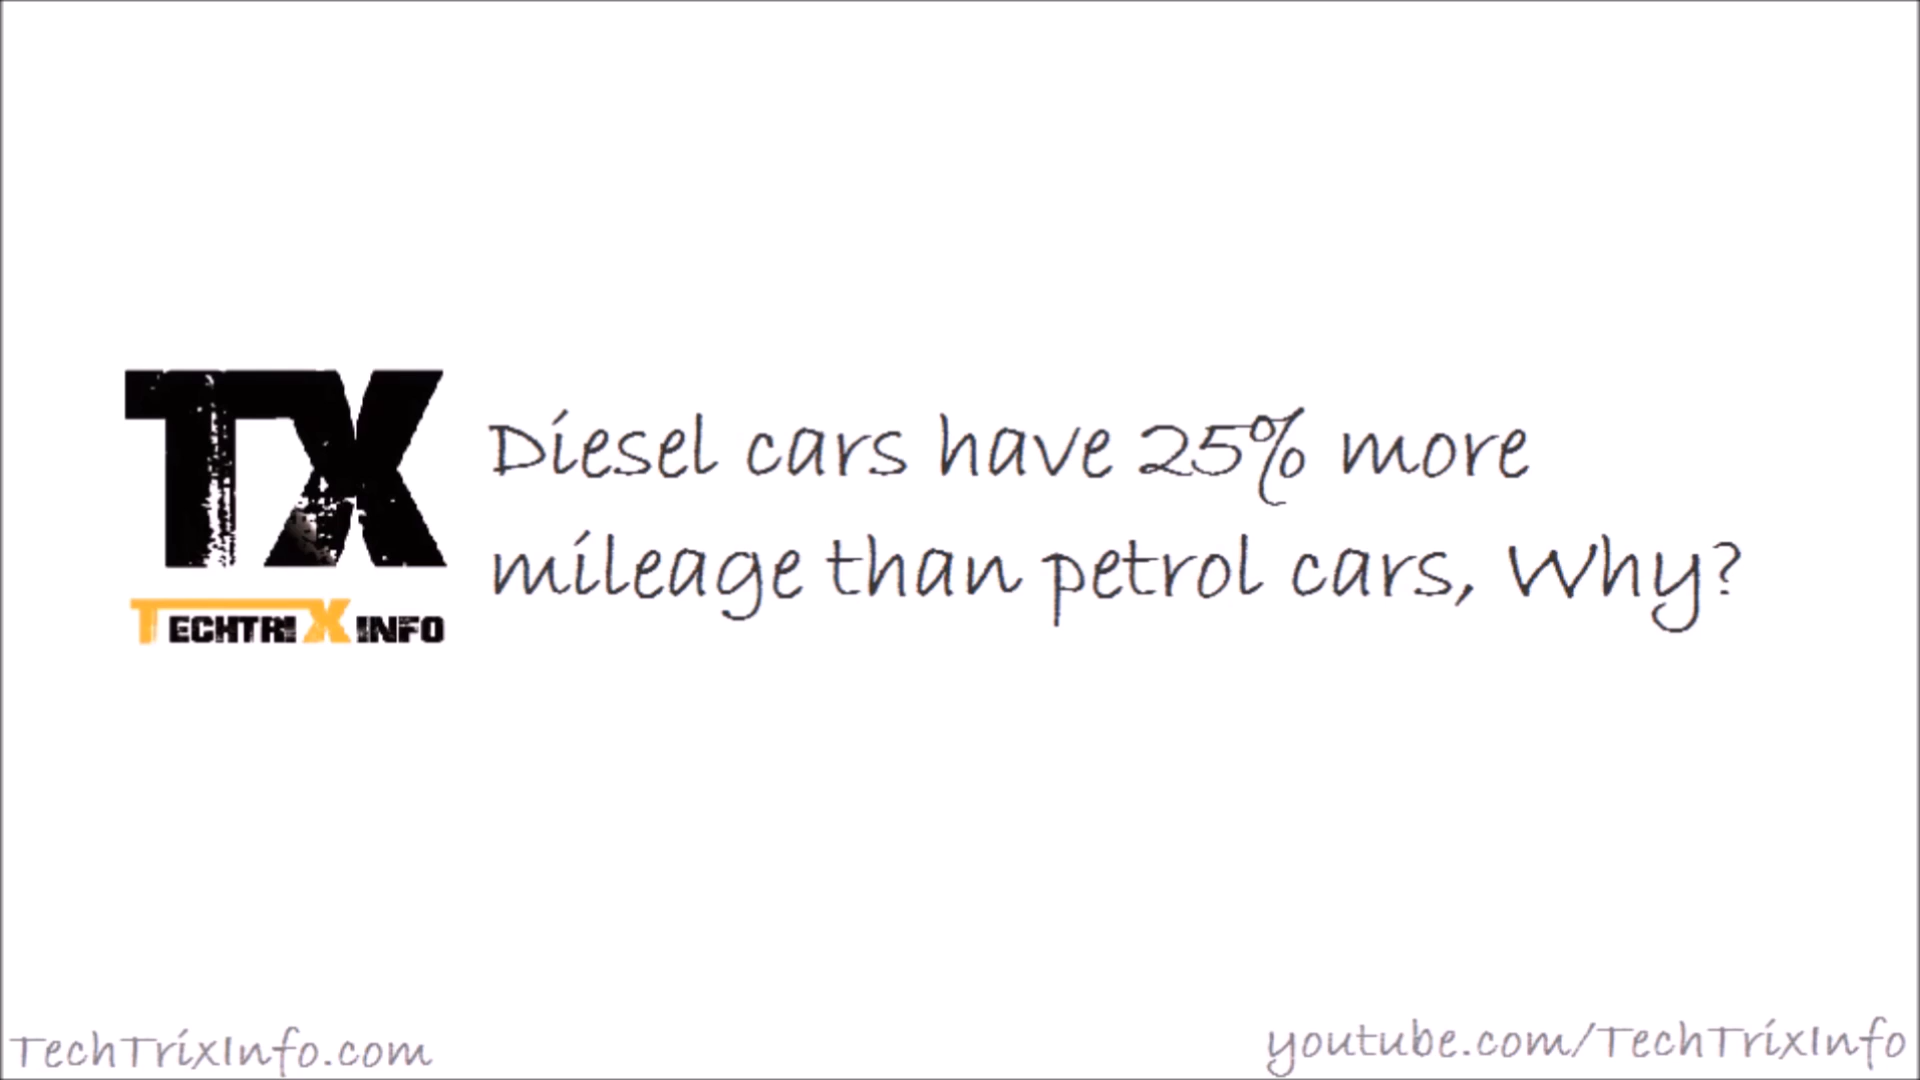 TX
TECHTRIX INFO
Diesel cars have 25% more
mileage than petrol cars, Why?
TechTrixInfo.com
youtube.com/TechTrixInfo